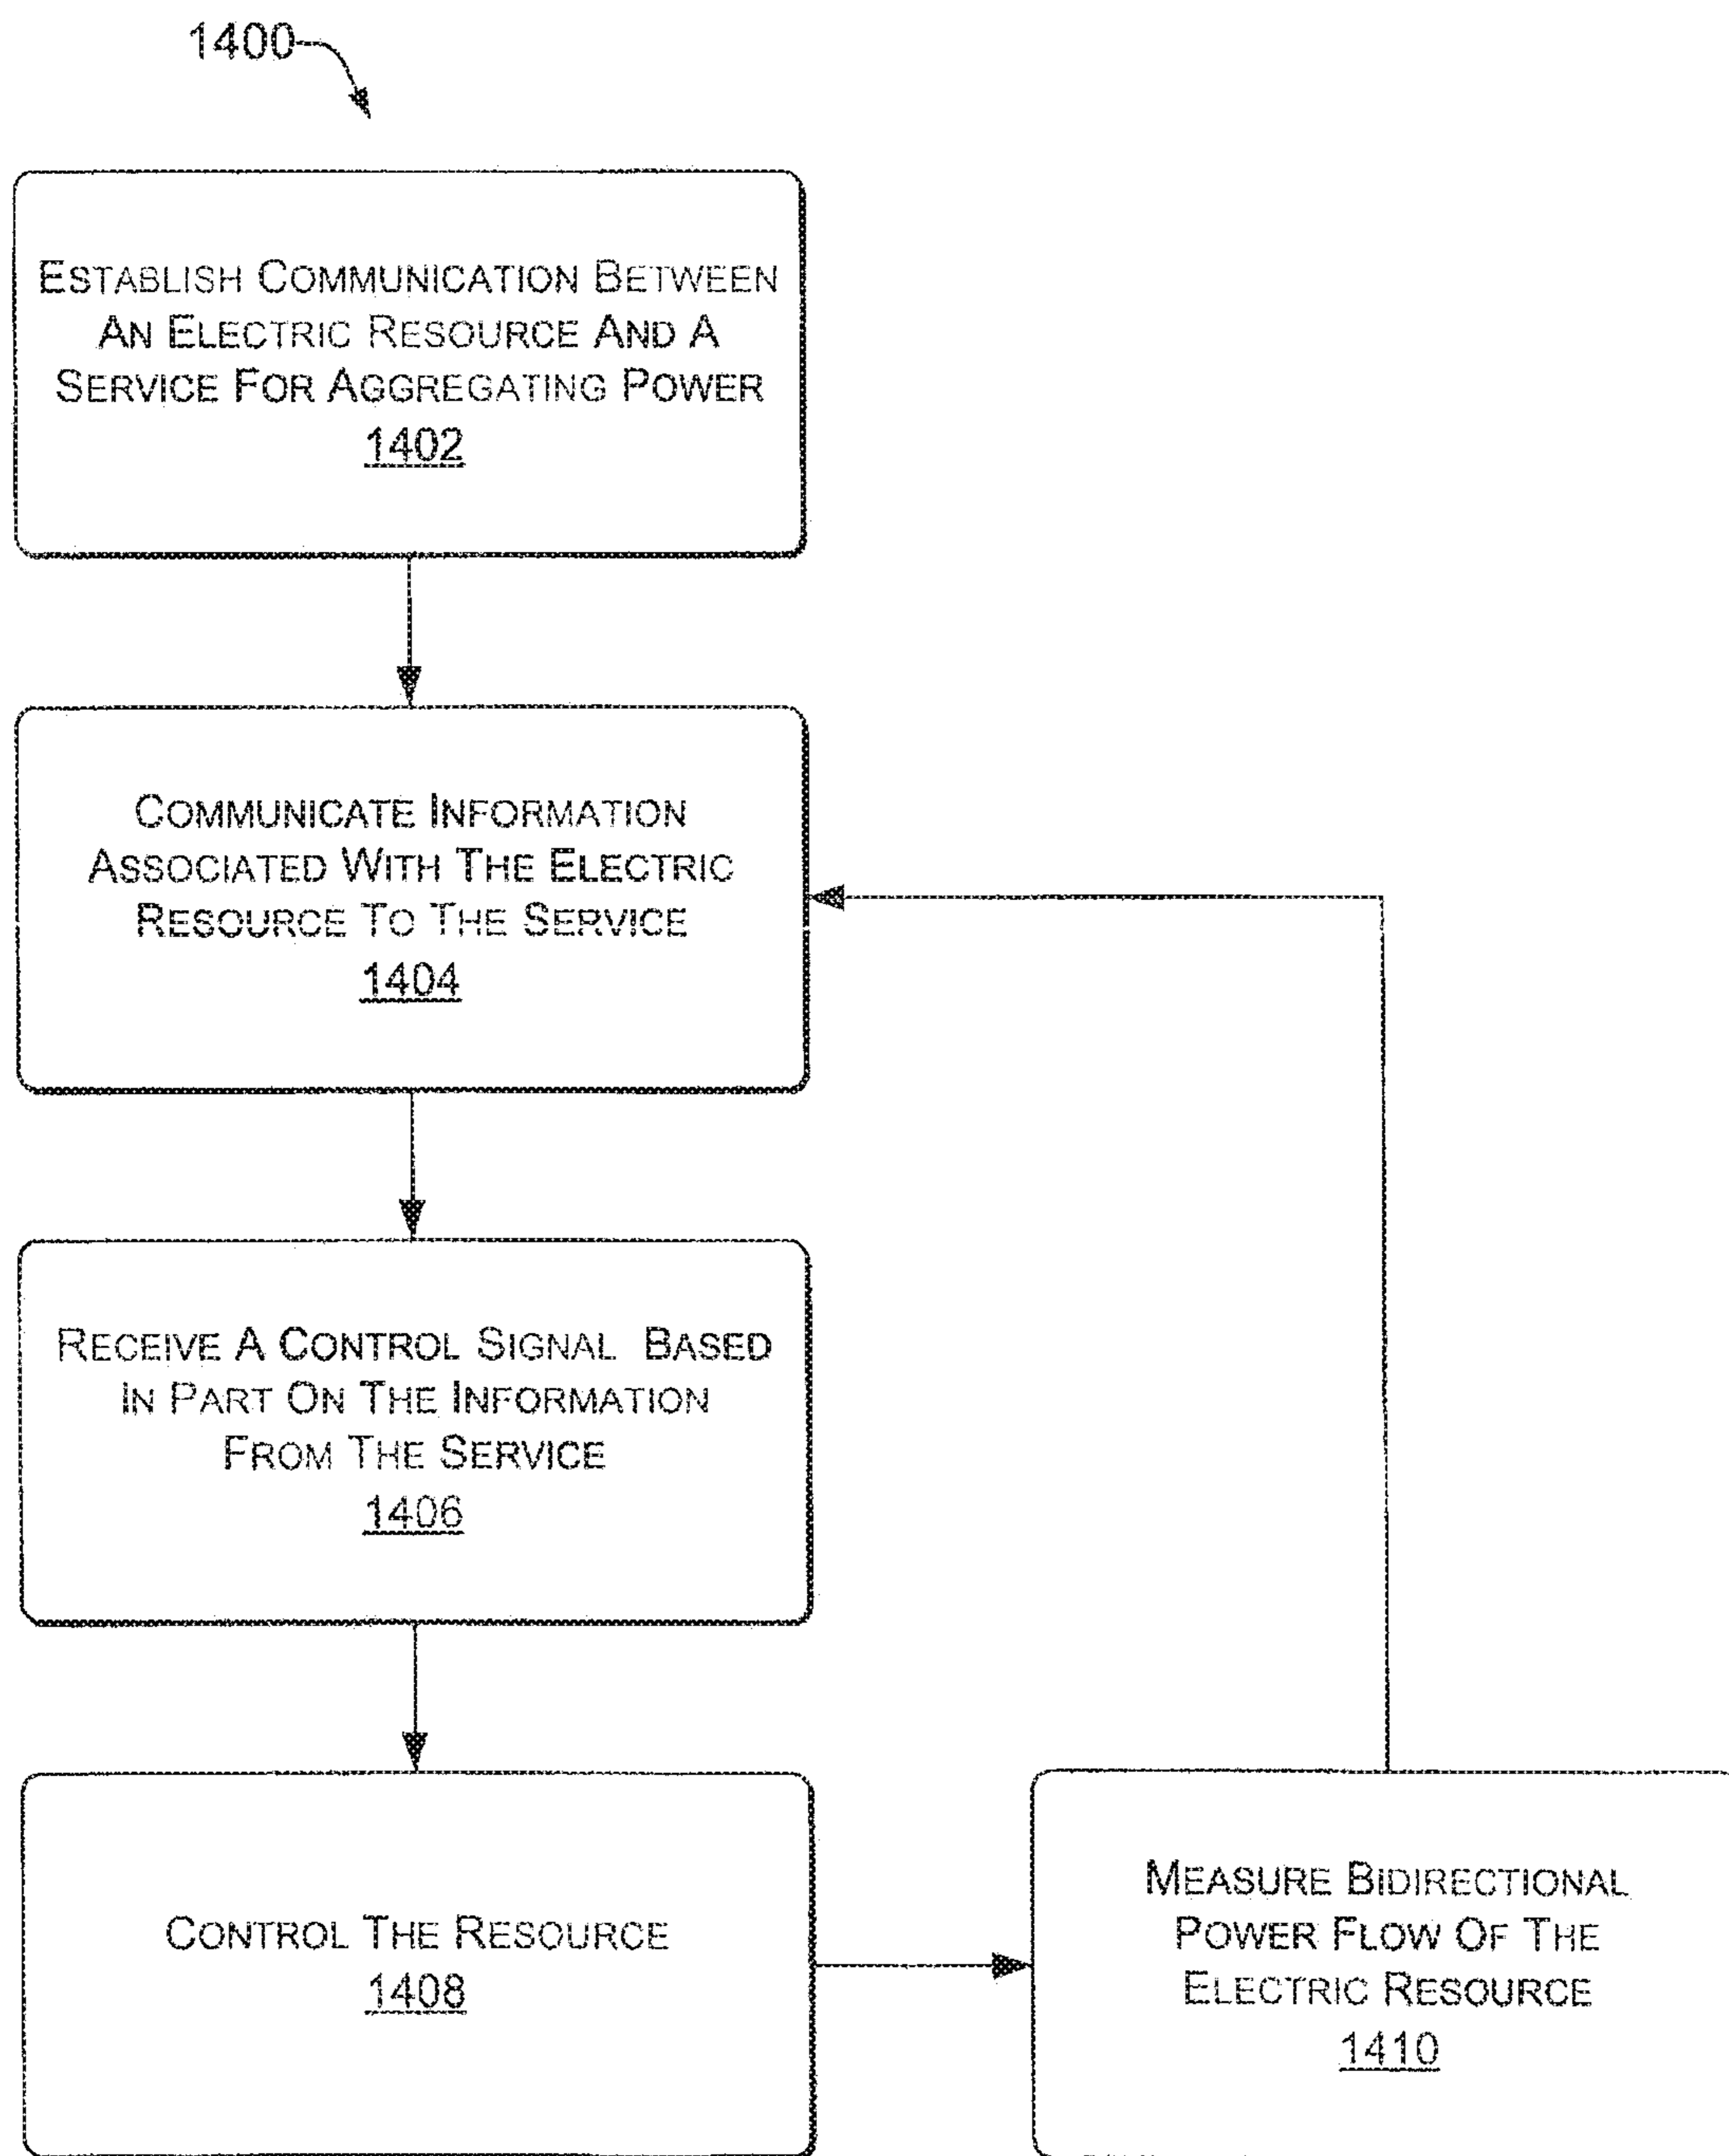 1400
ESTABLISH COMMUNICATION BETWEEN
AN ELECTRIC RESOURCE AND A
SERVICE FOR AGGREGATING POWER
1402
COMMUNICATE INFORMATION
ASSOCIATED WITH THE ELECTRIC
RESOURCE TO THE SERVICE
1404
RECEIVE A CONTROL SIGNAL BASED
IN PART ON THE INFORMATION
FROM THE SERVICE
1406
CONTROL THE RESOURCE
1408
MEASURE BIDIRECTIONAL
POWER FLOW OF THE
ELECTRIC RESOURCE
1410